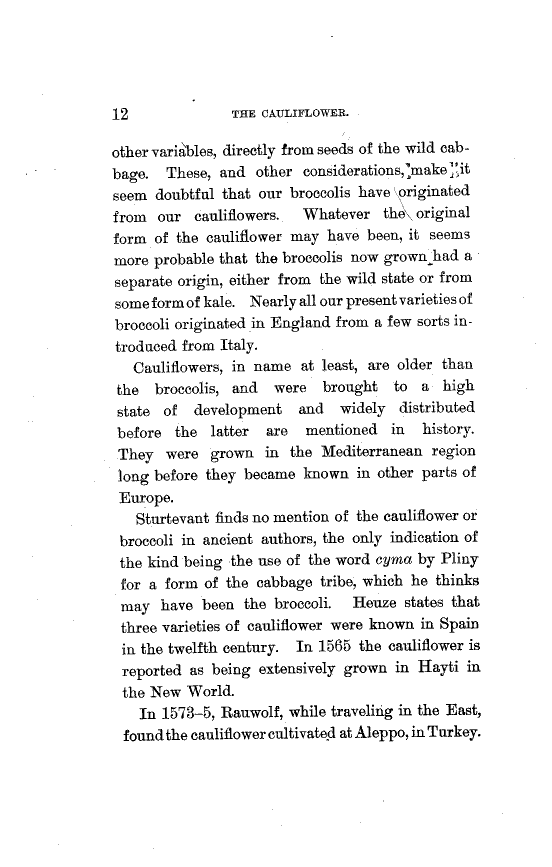 12 THE CAULIFLOWER.
other variables, directly from seeds of the wild cab-
bage. These, and other considerations, make it
seem doubtful that our broccolis have originated
from our cauliflowers. Whatever the original
form of the cauliflower may have been, it seems
more probable that the broccolis now grown had a
separate origin, either from the wild state or from
some form of kale. Nearly all our present varieties of
broccoli originated in England from a few sorts in-
troduced from Italy.
Cauliflowers, in name at least, are older than
the broccolis, and were brought to a high
state of development and widely distributed
before the latter are mentioned in history.
They were grown in the Mediterranean region
long before they became known in other parts of
Europe.
Sturtevant finds no mention of the cauliflower or
broccoli in ancient authors, the only indication of
the kind being the use of the word cyma by Pliny
for a form of the cabbage tribe, which he thinks
may have been the broccoli. Heuze states that
three varieties of cauliflower were known in Spain
in the twelfth century. In 1565 the cauliflower is
reported as being extensively grown in Hayti in
the New World.
In 1573–5, Rauwolf, while traveling in the East,
found the cauliflower cultivated at Aleppo, in Turkey.